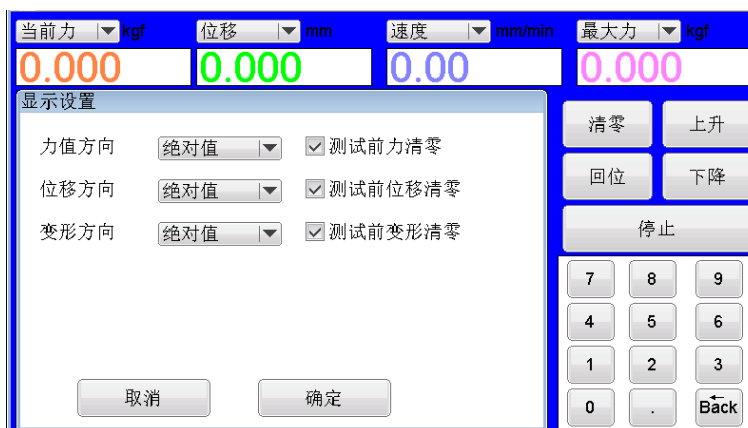 当前力 kgf 位移 mm 速度 mm/min 最大力 kgf
0.000 0.000 0.00 0.000
显示设置
力值方向 绝对值 测试前力清零
位移方向 绝对值 测试前位移清零
变形方向 绝对值 测试前变形清零
取消 确定
清零 上升
回位 下降
停止
7 8 9
4 5 6
1 2 3
0 . Back